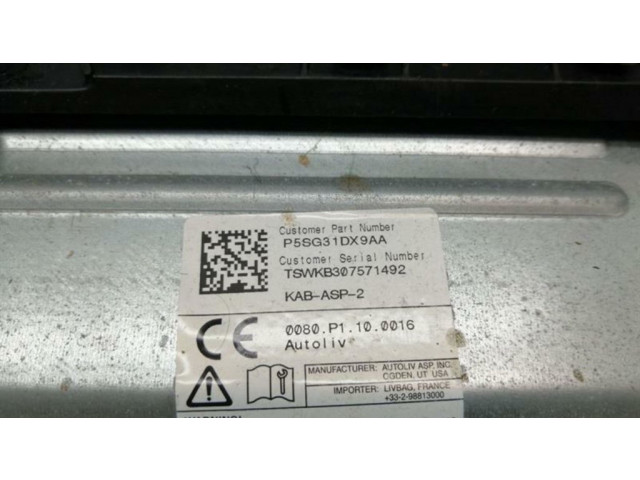 Customer Part Number
P5SG31DX9AA
Customer Serial Number
TSWKB307571492
KAB-ASP-2
CE
0080.P1.10.0016
Autoliv
MANUFACTURER: AUTOLIV ASP, INC.
OGDEN, UT USA
IMPORTER: LIVBAG, FRANCE
+33-2-98813000
WARNING!